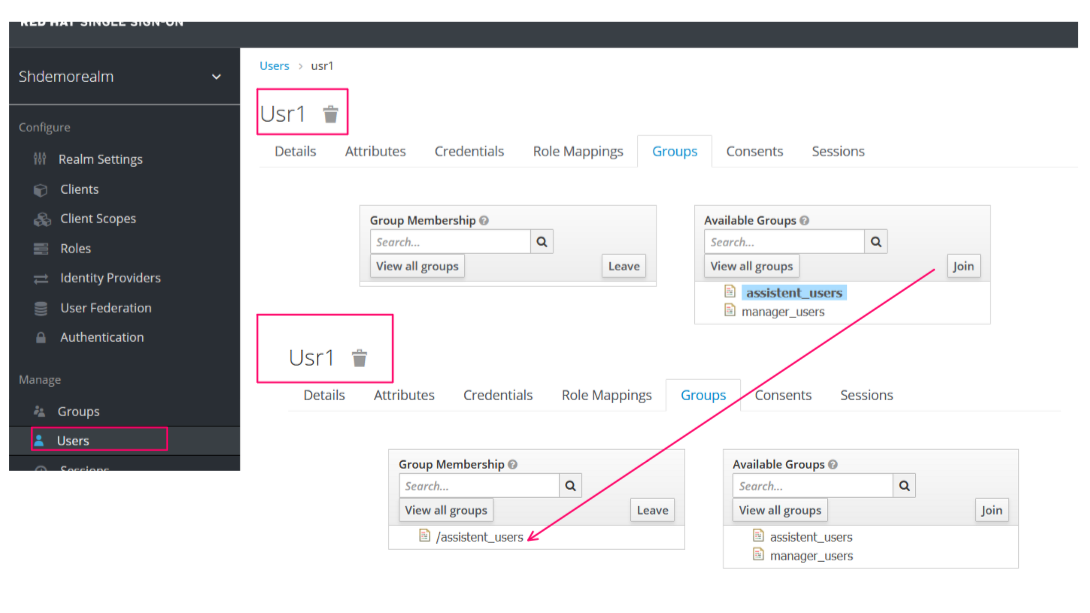 RED HAT SINGLE SIGN-ON
Shdemorealm
Configure
Realm Settings
Clients
Client Scopes
Roles
Identity Providers
User Federation
Authentication
Manage
Groups
Users
Sessions
Users > usr1
Usr1
Details Attributes Credentials Role Mappings Groups Consents Sessions
Group Membership
Search...
View all groups Leave
Available Groups
Search...
View all groups Join
assistent_users
manager_users
Usr1
Details Attributes Credentials Role Mappings Groups Consents Sessions
Group Membership
Search...
View all groups Leave
/assistent_users
Available Groups
Search...
View all groups Join
assistent_users
manager_users